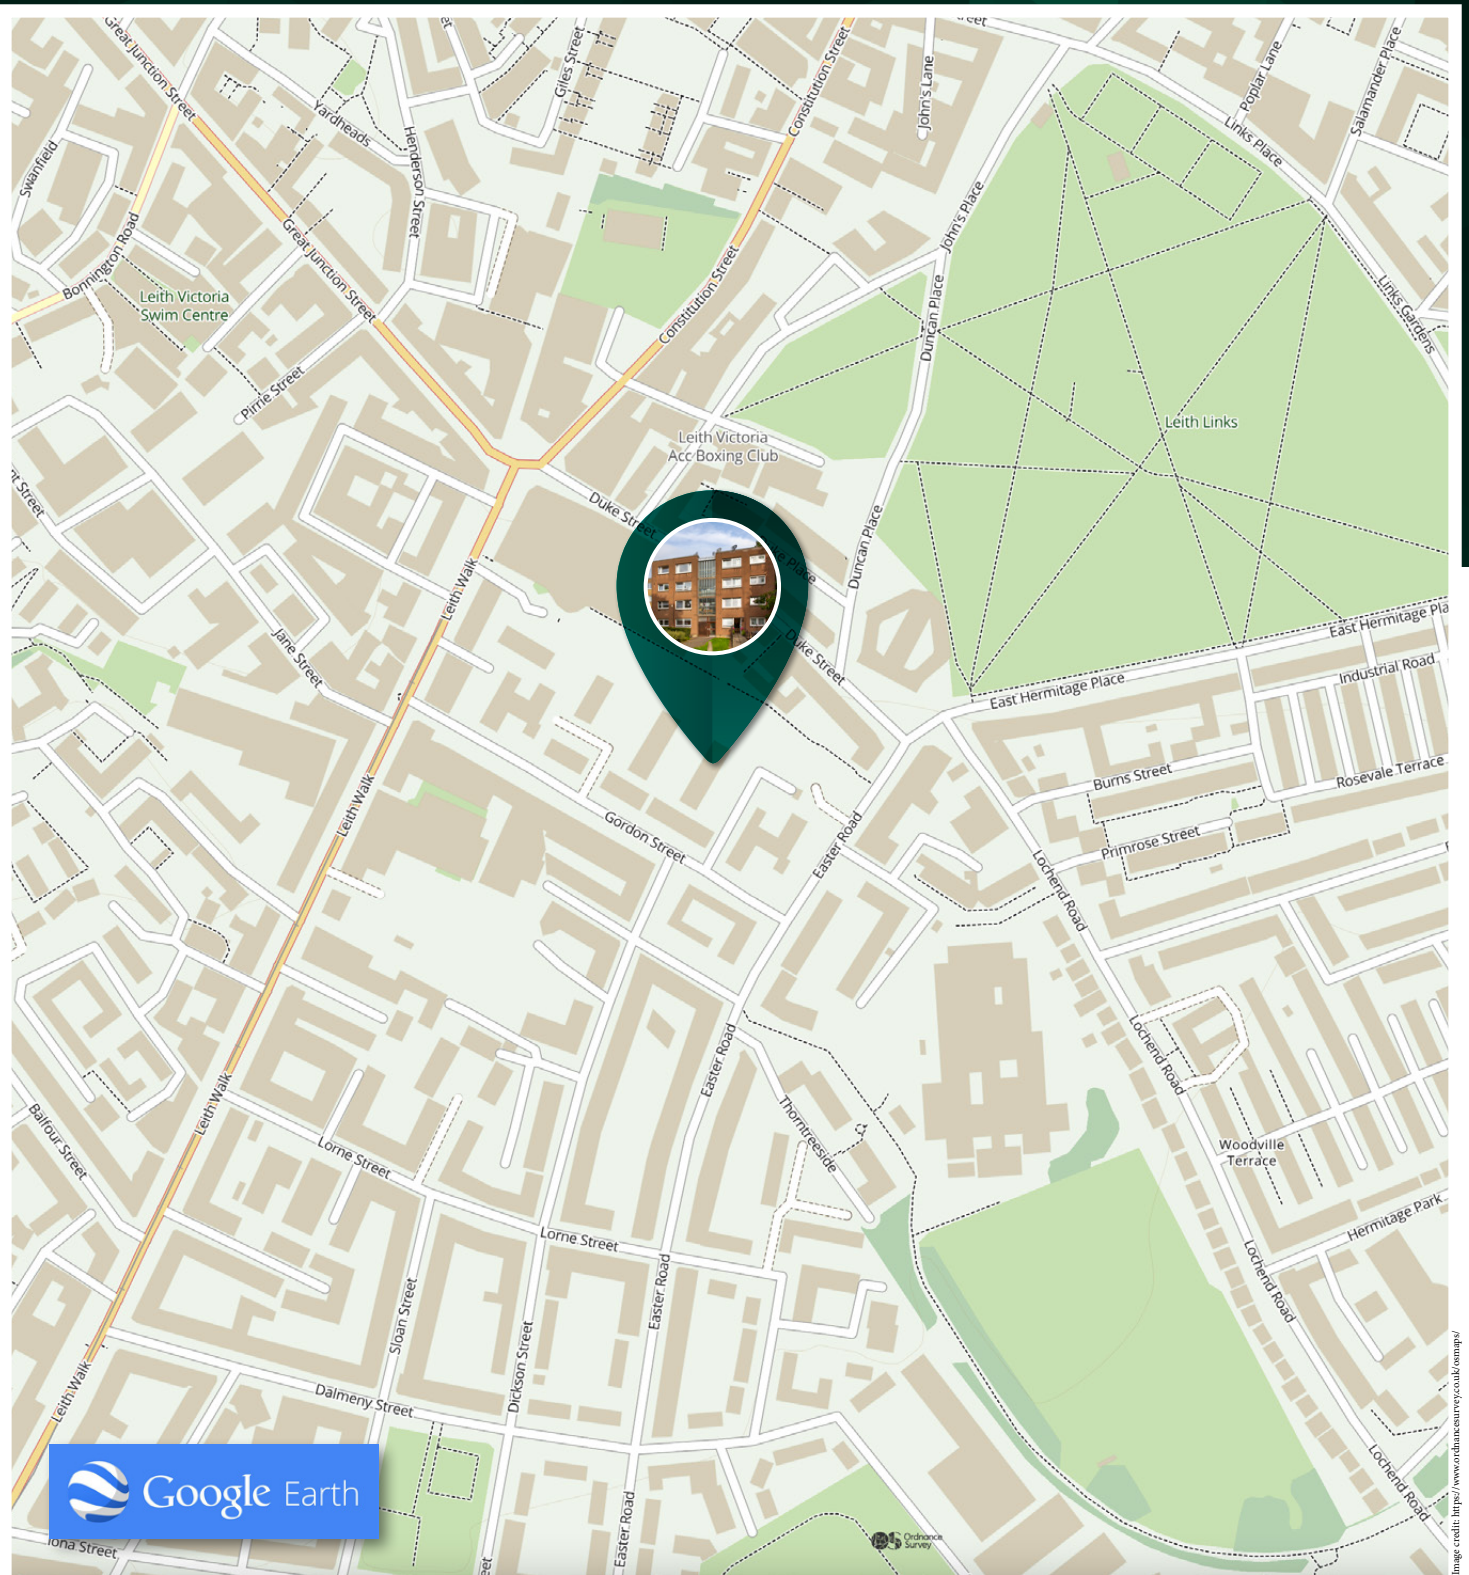 Great Junction Street
Yardheads
Henderson Street
Giles Street
Constitution Street
John's Lane
Poplar Lane
Salamander Place
Links Place
Swanfield
Bonnington Road
Great Junction Street
John's Place
Leith Victoria
Swim Centre
Constitution Street
Duncan Place
Links Gardens
Pirrie Street
Leith Links
Leith Victoria
Acc Boxing Club
Duke Street
Duncan Place
Leith Walk
Jane Street
Duke Street
East Hermitage Place
Industrial Road
East Hermitage Place
Burns Street
Rosevale Terrace
Leith Walk
Gordon Street
Easter Road
Primrose Street
Lochend Road
Easter Road
Lochend Road
Leith Walk
Balfour Street
Lorne Street
Thorntreeside
Woodville
Terrace
Hermitage Park
Lorne Street
Easter Road
Lochend Road
Sloan Street
Dickson Street
Leith Walk
Dalmeny Street
Lochend Road
Google Earth
Easter Road
Iona Street
Ordnance
Survey
Image credit: https://www.ordnancesurvey.co.uk/osmaps/